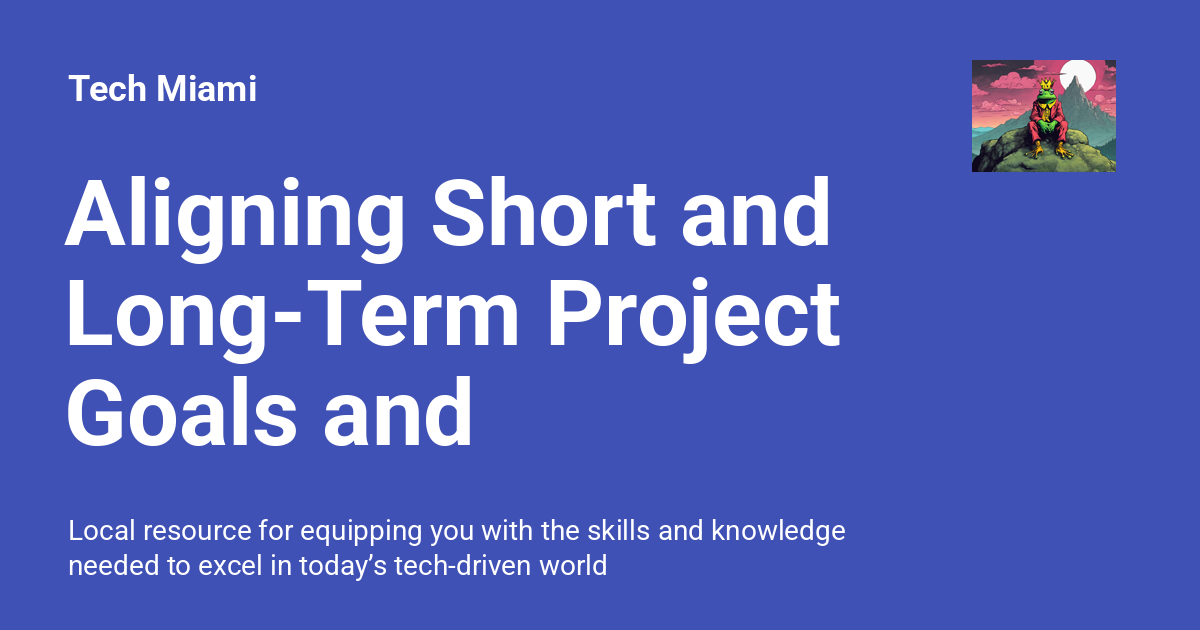 Tech Miami
Aligning Short and
Long-Term Project
Goals and
Local resource for equipping you with the skills and knowledge
needed to excel in today’s tech-driven world